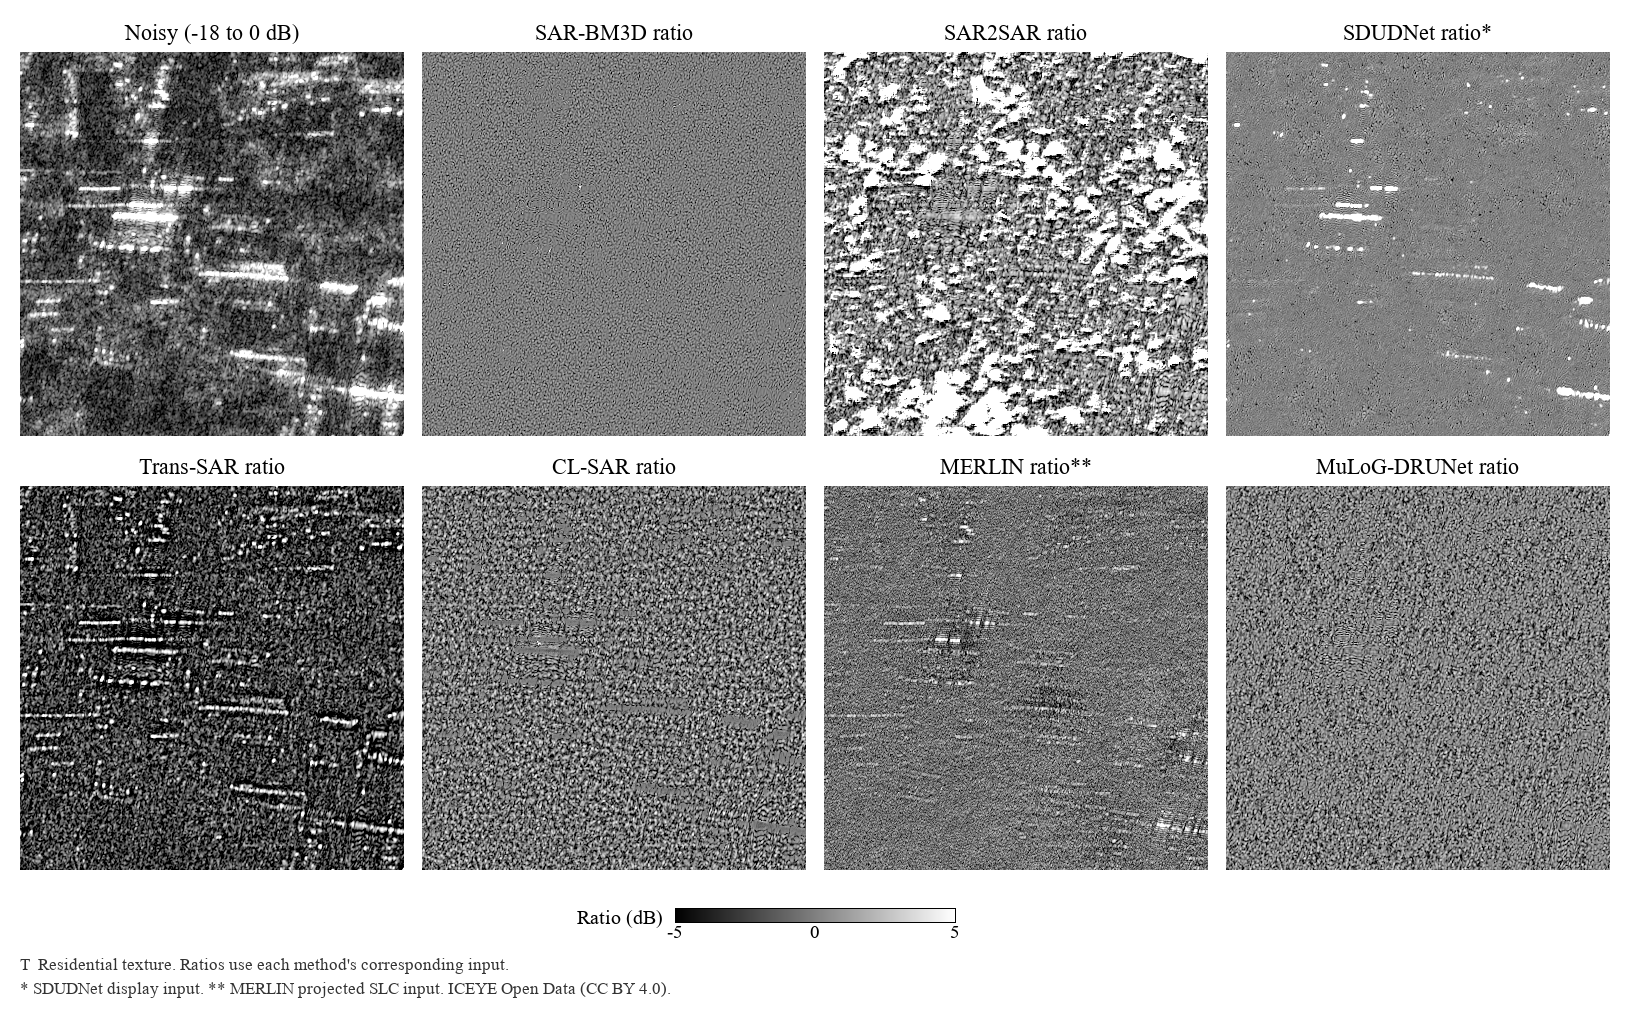 Noisy (-18 to 0 dB)
SAR-BM3D ratio
SAR2SAR ratio
SDUDNet ratio*
Trans-SAR ratio
CL-SAR ratio
MERLIN ratio**
MuLoG-DRUNet ratio
Ratio (dB)
-5 0 5
T Residential texture. Ratios use each method's corresponding input.
* SDUDNet display input. ** MERLIN projected SLC input. ICEYE Open Data (CC BY 4.0).